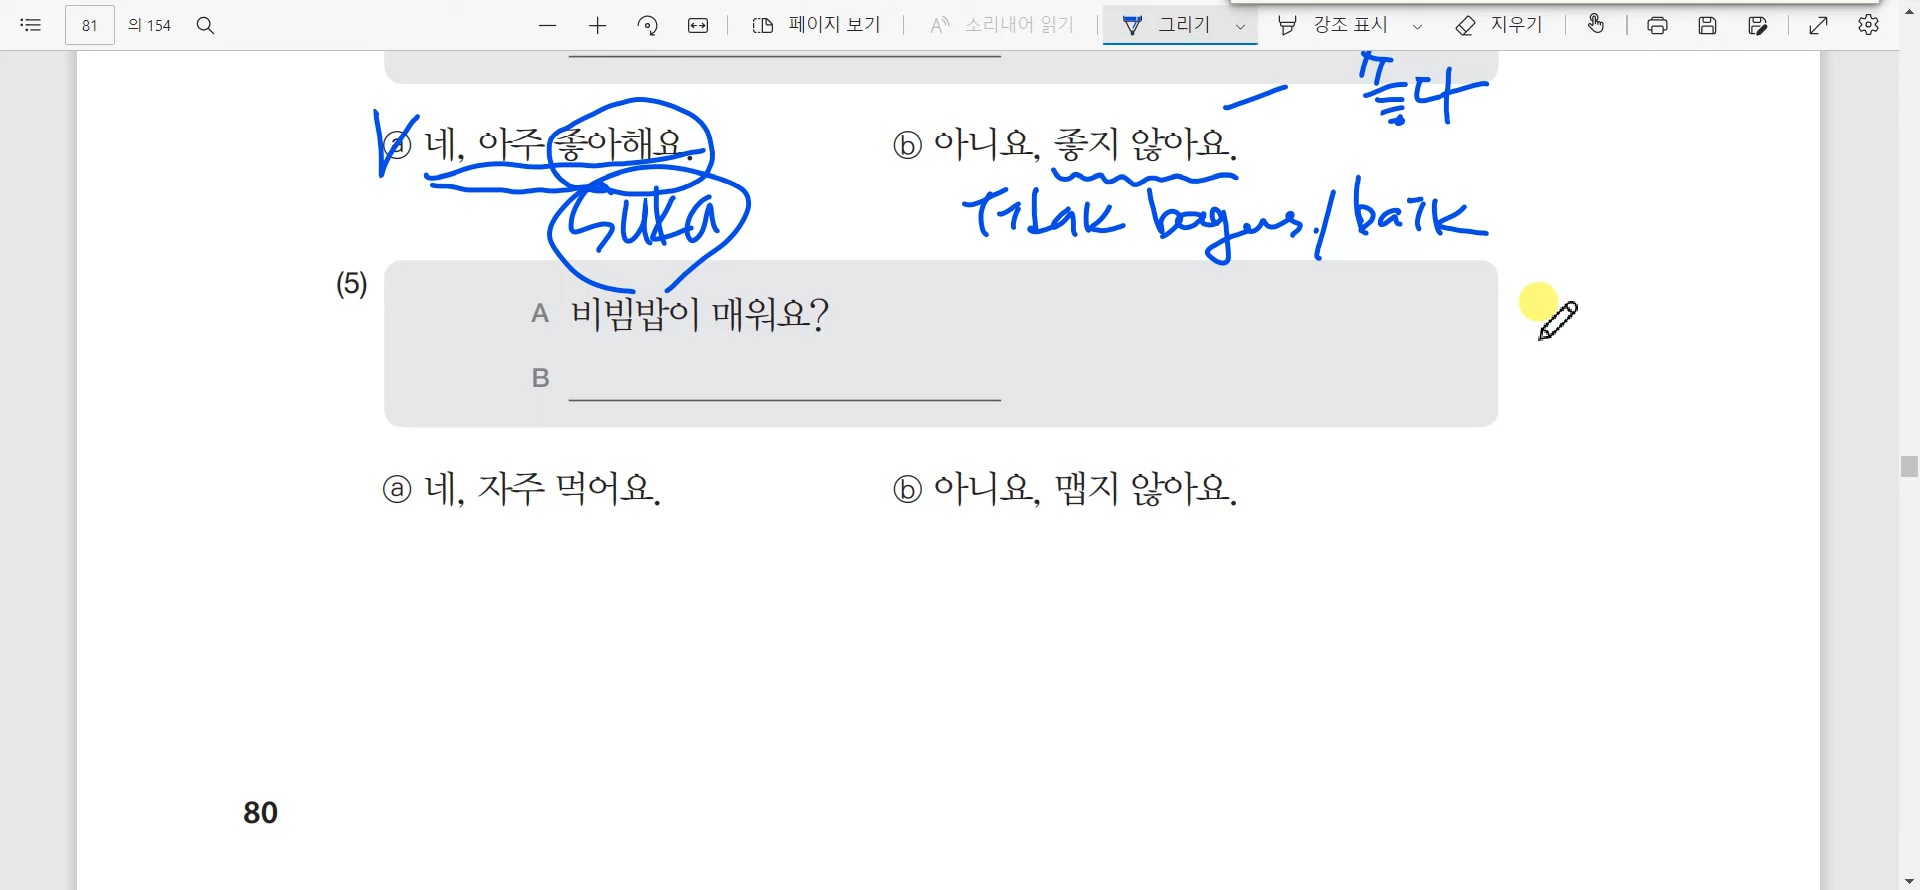 81 의 154 페이지 보기 소리내어 읽기 그리기 강조 표시 지우기
ⓐ 네, 아주 좋아해요. ⓑ 아니요, 좋지 않아요.
suka Tidak bagus. / baik
(5)
A 비빔밥이 매워요?
B
ⓐ 네, 자주 먹어요. ⓑ 아니요, 맵지 않아요.
80